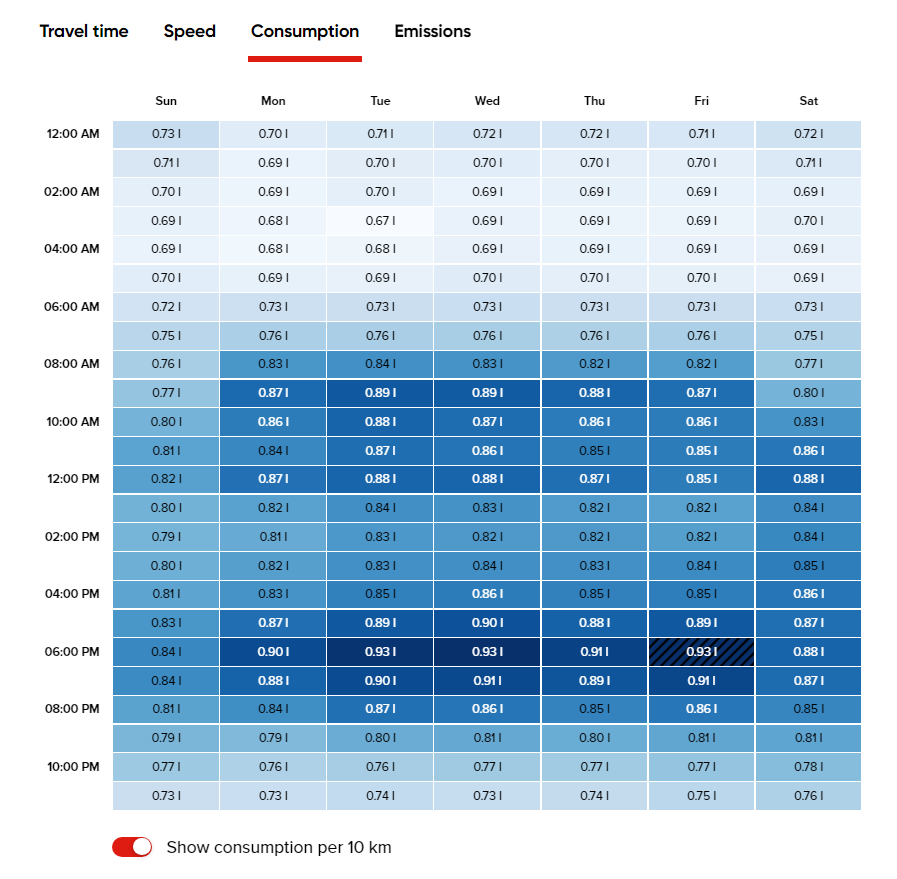 Travel time Speed Consumption Emissions
Sun Mon Tue Wed Thu Fri Sat
12:00 AM 0.73 l 0.70 l 0.71 l 0.72 l 0.72 l 0.71 l 0.72 l
0.71 l 0.69 l 0.70 l 0.70 l 0.70 l 0.70 l 0.71 l
02:00 AM 0.70 l 0.69 l 0.70 l 0.69 l 0.69 l 0.69 l 0.69 l
0.69 l 0.68 l 0.67 l 0.69 l 0.69 l 0.69 l 0.70 l
04:00 AM 0.69 l 0.68 l 0.68 l 0.69 l 0.69 l 0.69 l 0.69 l
0.70 l 0.69 l 0.69 l 0.70 l 0.70 l 0.70 l 0.69 l
06:00 AM 0.72 l 0.73 l 0.73 l 0.73 l 0.73 l 0.73 l 0.73 l
0.75 l 0.76 l 0.76 l 0.76 l 0.76 l 0.76 l 0.75 l
08:00 AM 0.76 l 0.83 l 0.84 l 0.83 l 0.82 l 0.82 l 0.77 l
0.77 l 0.87 l 0.89 l 0.89 l 0.88 l 0.87 l 0.80 l
10:00 AM 0.80 l 0.86 l 0.88 l 0.87 l 0.86 l 0.86 l 0.83 l
0.81 l 0.84 l 0.87 l 0.86 l 0.85 l 0.85 l 0.86 l
12:00 PM 0.82 l 0.87 l 0.88 l 0.88 l 0.87 l 0.85 l 0.88 l
0.80 l 0.82 l 0.84 l 0.83 l 0.82 l 0.82 l 0.84 l
02:00 PM 0.79 l 0.81 l 0.83 l 0.82 l 0.82 l 0.82 l 0.84 l
0.80 l 0.82 l 0.83 l 0.84 l 0.83 l 0.84 l 0.85 l
04:00 PM 0.81 l 0.83 l 0.85 l 0.86 l 0.85 l 0.85 l 0.86 l
0.83 l 0.87 l 0.89 l 0.90 l 0.88 l 0.89 l 0.87 l
06:00 PM 0.84 l 0.90 l 0.93 l 0.93 l 0.91 l 0.93 l 0.88 l
0.84 l 0.88 l 0.90 l 0.91 l 0.89 l 0.91 l 0.87 l
08:00 PM 0.81 l 0.84 l 0.87 l 0.86 l 0.85 l 0.86 l 0.85 l
0.79 l 0.79 l 0.80 l 0.81 l 0.80 l 0.81 l 0.81 l
10:00 PM 0.77 l 0.76 l 0.76 l 0.77 l 0.77 l 0.77 l 0.78 l
0.73 l 0.73 l 0.74 l 0.73 l 0.74 l 0.75 l 0.76 l
Show consumption per 10 km